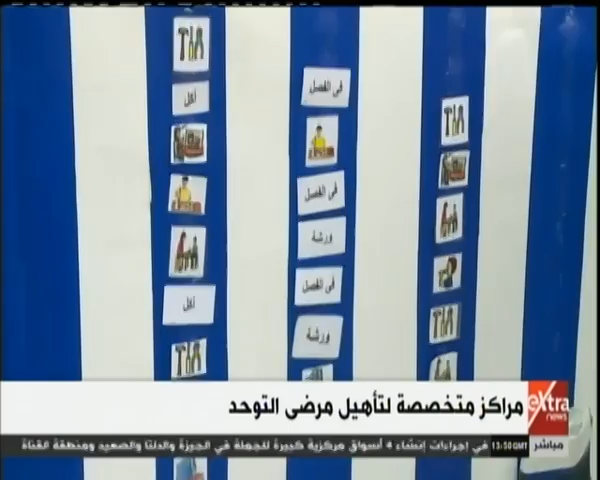 في الفصل
أكل
في الفصل
ورشة
في الفصل
أكل
ورشة
مراكز متخصصة لتأهيل مرضى التوحد
eXtra news
مباشر
13:50 GMT
في إجراءات إنشاء 4 أسواق مركزية كبيرة للجملة في الجيزة والدلتا والصعيد ومنطقة القناة